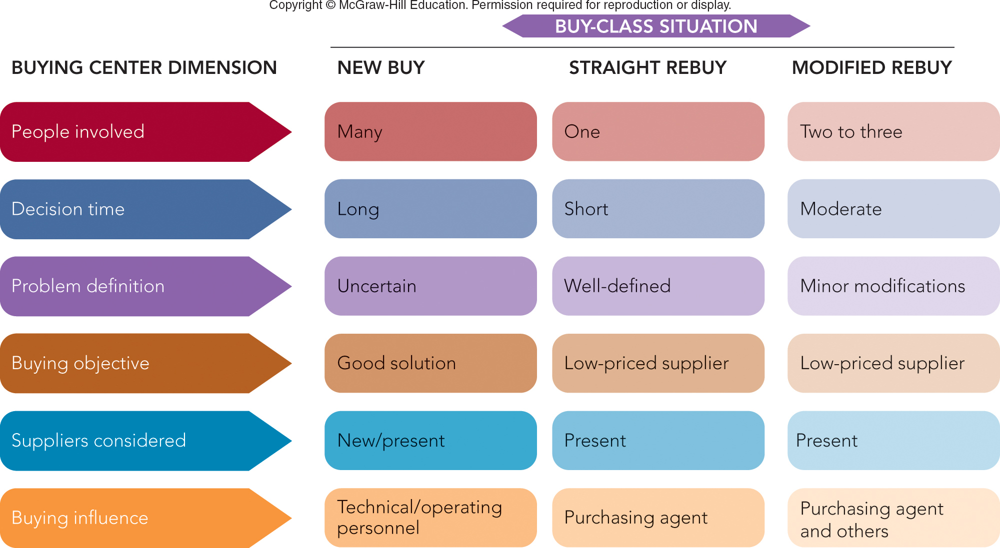 Copyright © McGraw-Hill Education. Permission required for reproduction or display.
BUY-CLASS SITUATION
BUYING CENTER DIMENSION NEW BUY STRAIGHT REBUY MODIFIED REBUY
People involved Many One Two to three
Decision time Long Short Moderate
Problem definition Uncertain Well-defined Minor modifications
Buying objective Good solution Low-priced supplier Low-priced supplier
Suppliers considered New/present Present Present
Buying influence
Technical/operating
personnel
Purchasing agent
Purchasing agent
and others